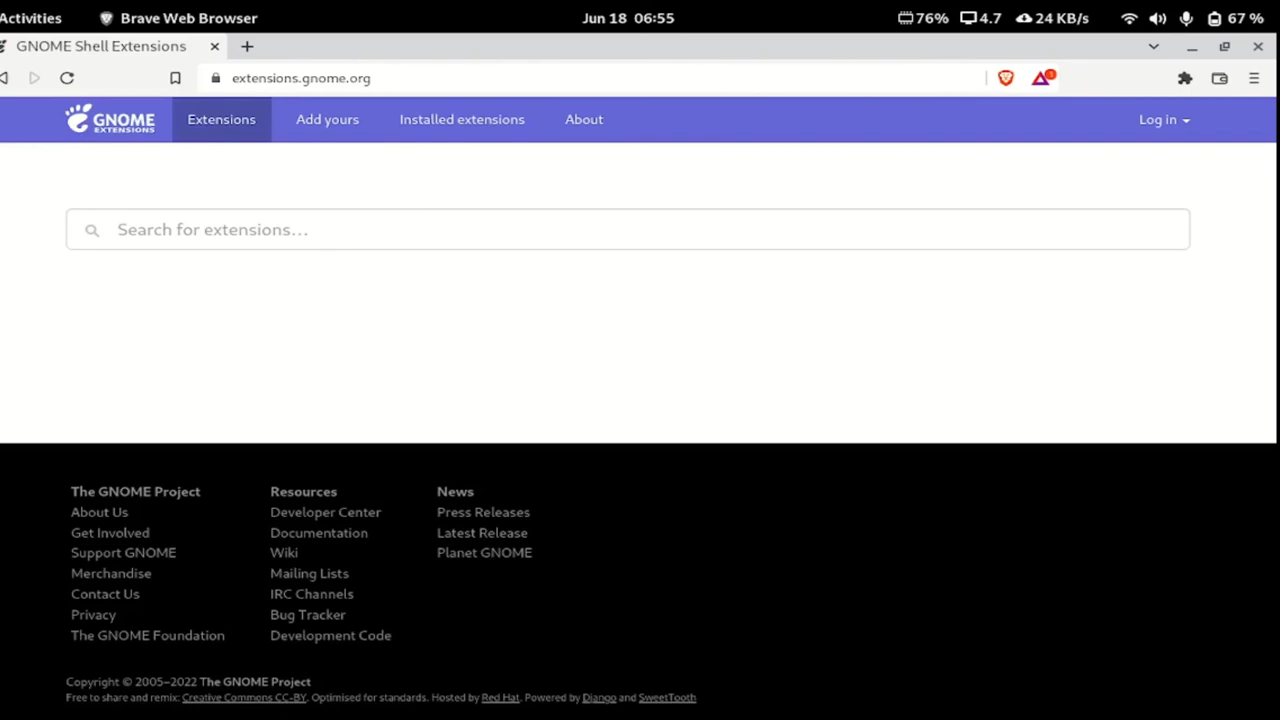 Activities Brave Web Browser Jun 18 06:55 76% 4.7 24 KB/s 67 %
GNOME Shell Extensions
extensions.gnome.org 1
GNOME EXTENSIONS Extensions Add yours Installed extensions About Log in
Search for extensions...
The GNOME Project
About Us
Get Involved
Support GNOME
Merchandise
Contact Us
Privacy
The GNOME Foundation
Resources
Developer Center
Documentation
Wiki
Mailing Lists
IRC Channels
Bug Tracker
Development Code
News
Press Releases
Latest Release
Planet GNOME
Copyright © 2005–2022 The GNOME Project
Free to share and remix: Creative Commons CC-BY. Optimised for standards. Hosted by Red Hat. Powered by Django and SweetTooth